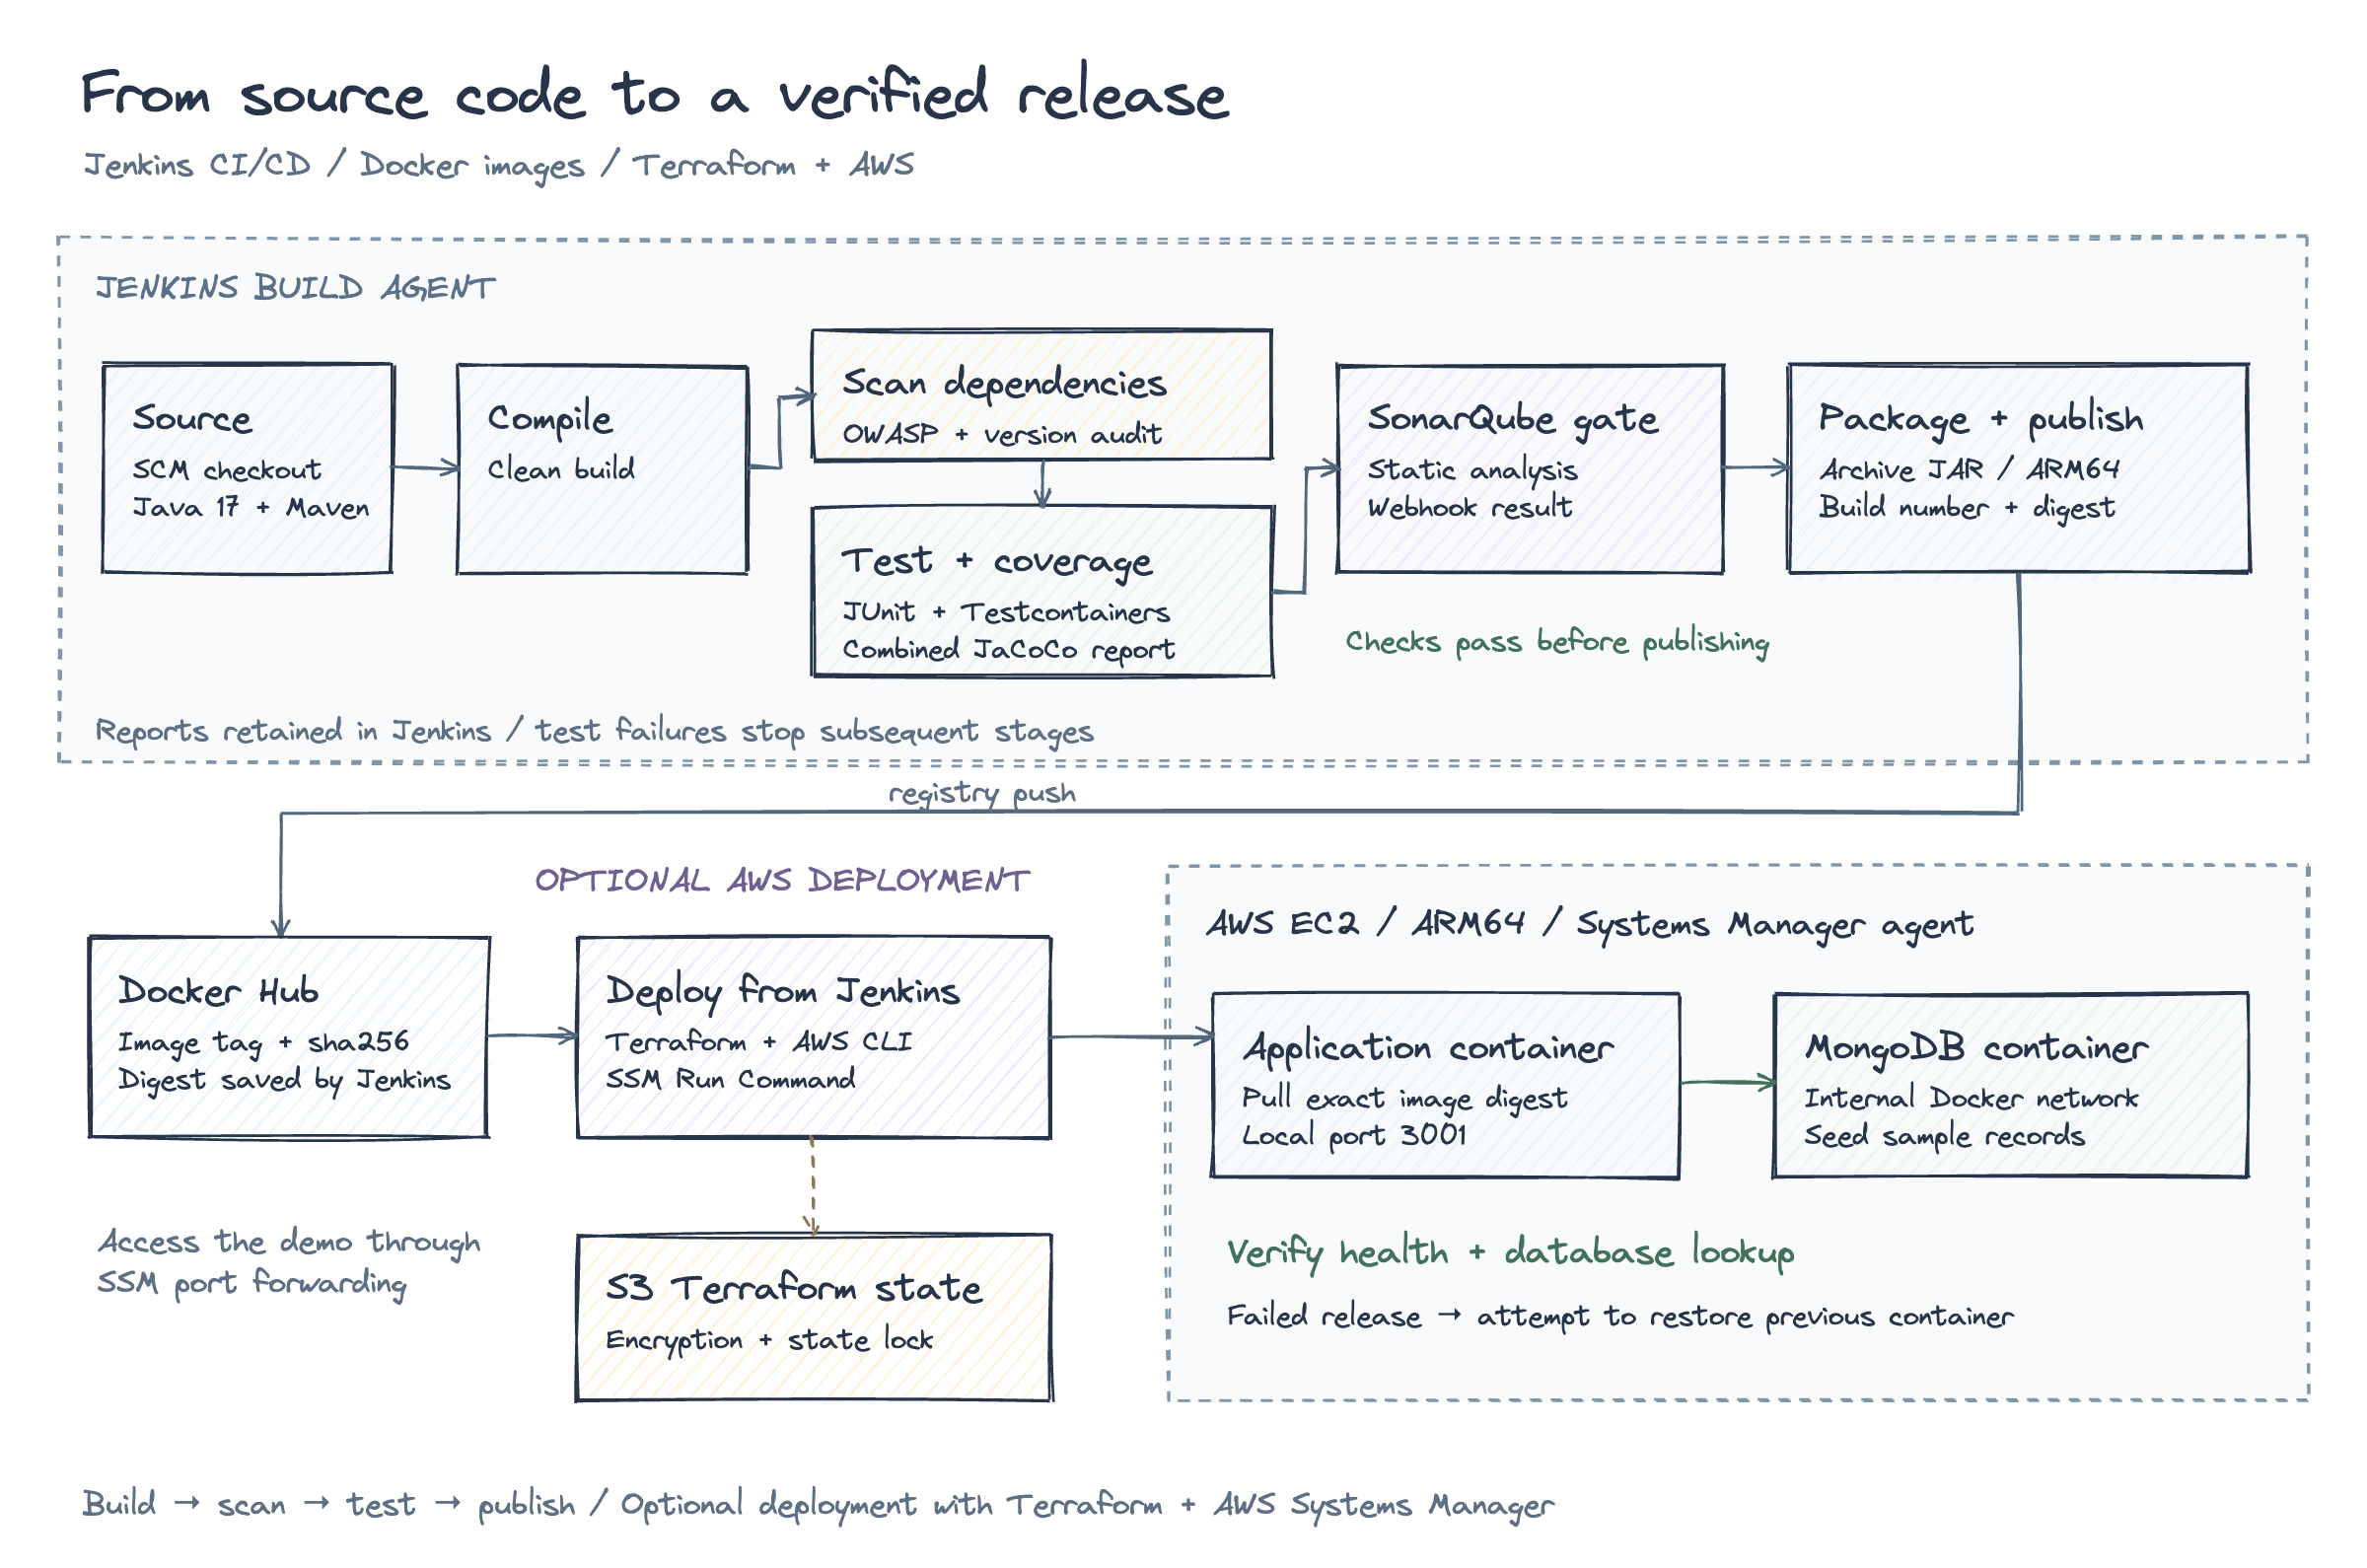 From source code to a verified release
Jenkins CI/CD / Docker images / Terraform + AWS
JENKINS BUILD AGENT
Source
SCM checkout
Java 17 + Maven
Compile
Clean build
Scan dependencies
OWASP + version audit
Test + coverage
JUnit + Testcontainers
Combined JaCoCo report
SonarQube gate
Static analysis
Webhook result
Package + publish
Archive JAR / ARM64
Build number + digest
Checks pass before publishing
Reports retained in Jenkins / test failures stop subsequent stages
registry push
OPTIONAL AWS DEPLOYMENT
Docker Hub
Image tag + sha256
Digest saved by Jenkins
Deploy from Jenkins
Terraform + AWS CLI
SSM Run Command
AWS EC2 / ARM64 / Systems Manager agent
Application container
Pull exact image digest
Local port 3001
MongoDB container
Internal Docker network
Seed sample records
Access the demo through
SSM port forwarding
S3 Terraform state
Encryption + state lock
Verify health + database lookup
Failed release → attempt to restore previous container
Build → scan → test → publish / Optional deployment with Terraform + AWS Systems Manager